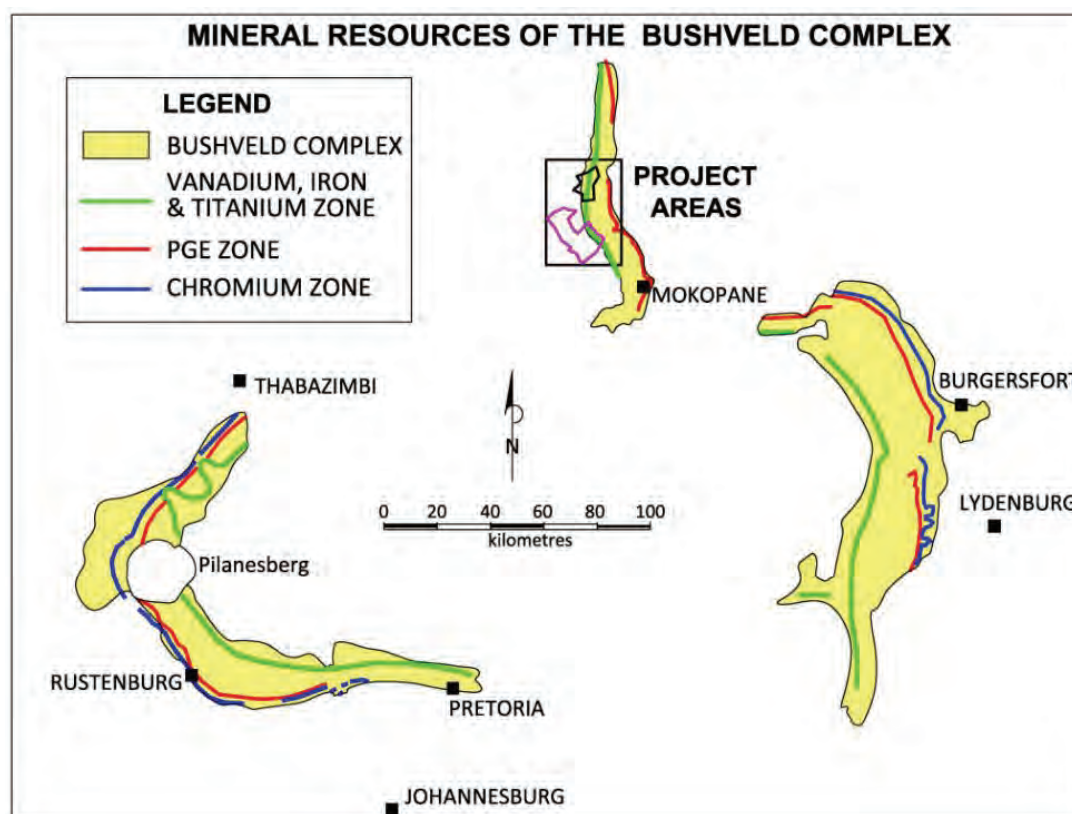 MINERAL RESOURCES OF THE BUSHVELD COMPLEX
LEGEND
BUSHVELD COMPLEX
VANADIUM, IRON
& TITANIUM ZONE
PGE ZONE
CHROMIUM ZONE
PROJECT
AREAS
MOKOPANE
THABAZIMBI
BURGERSFORT
N
LYDENBURG
0 20 40 60 80 100
kilometres
Pilanesberg
RUSTENBURG
PRETORIA
JOHANNESBURG